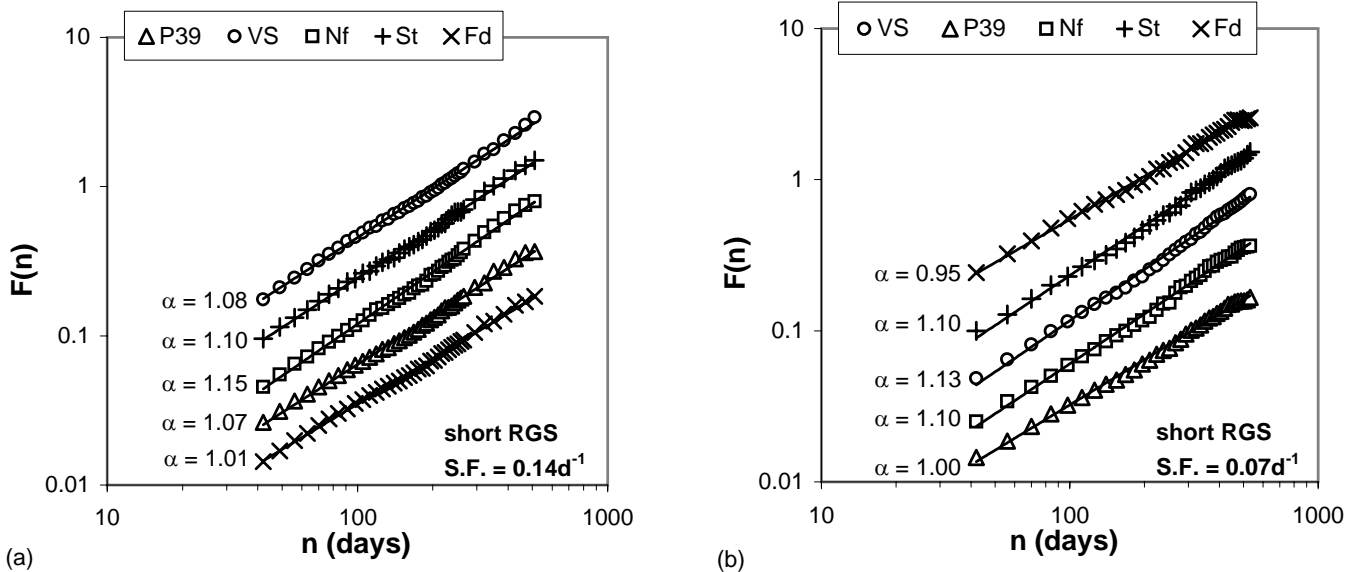 P39 VS Nf St Fd
10
1
0.1
0.01
F(n)
α = 1.08
α = 1.10
α = 1.15
α = 1.07
α = 1.01
short RGS
S.F. = 0.14d⁻¹
10 100 1000
n (days)
(a)
VS P39 Nf St Fd
10
1
0.1
0.01
F(n)
α = 0.95
α = 1.10
α = 1.13
α = 1.10
α = 1.00
short RGS
S.F. = 0.07d⁻¹
10 100 1000
n (days)
(b)